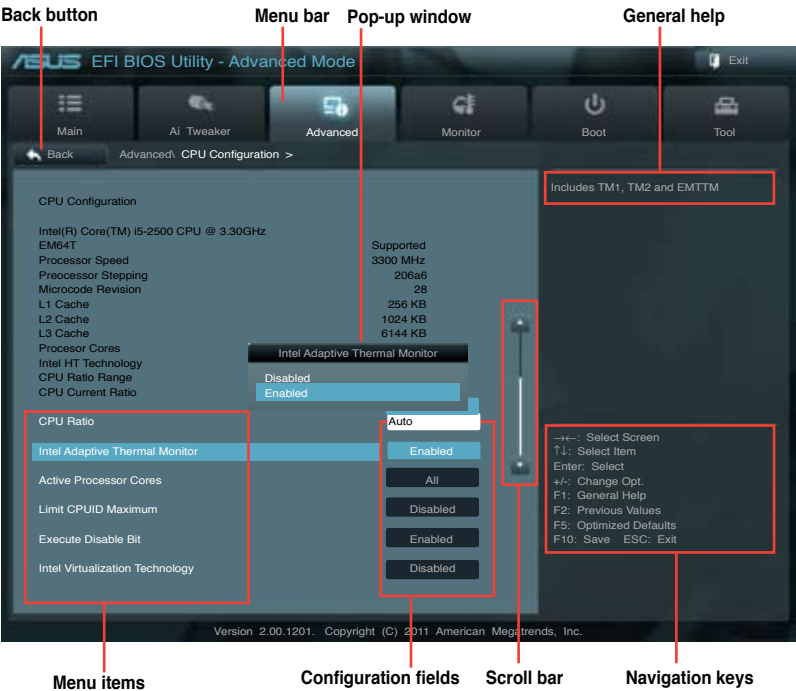 Back button
Menu bar
Pop-up window
General help
ASUS EFI BIOS Utility - Advanced Mode
Exit
Main
Ai Tweaker
Advanced
Monitor
Boot
Tool
Back
Advanced\ CPU Configuration >
Includes TM1, TM2 and EMTTM
CPU Configuration
Intel(R) Core(TM) i5-2500 CPU @ 3.30GHz
EM64T Supported
Processor Speed 3300 MHz
Preocessor Stepping 206a6
Microcode Revision 28
L1 Cache 256 KB
L2 Cache 1024 KB
L3 Cache 6144 KB
Procesor Cores
Intel HT Technology
CPU Ratio Range
CPU Current Ratio
Intel Adaptive Thermal Monitor
Disabled
Enabled
CPU Ratio Auto
Intel Adaptive Thermal Monitor Enabled
Active Processor Cores All
Limit CPUID Maximum Disabled
Execute Disable Bit Enabled
Intel Virtualization Technology Disabled
→←: Select Screen
↑↓: Select Item
Enter: Select
+/-: Change Opt.
F1: General Help
F2: Previous Values
F5: Optimized Defaults
F10: Save ESC: Exit
Version 2.00.1201. Copyright (C) 2011 American Megatrends, Inc.
Menu items
Configuration fields
Scroll bar
Navigation keys